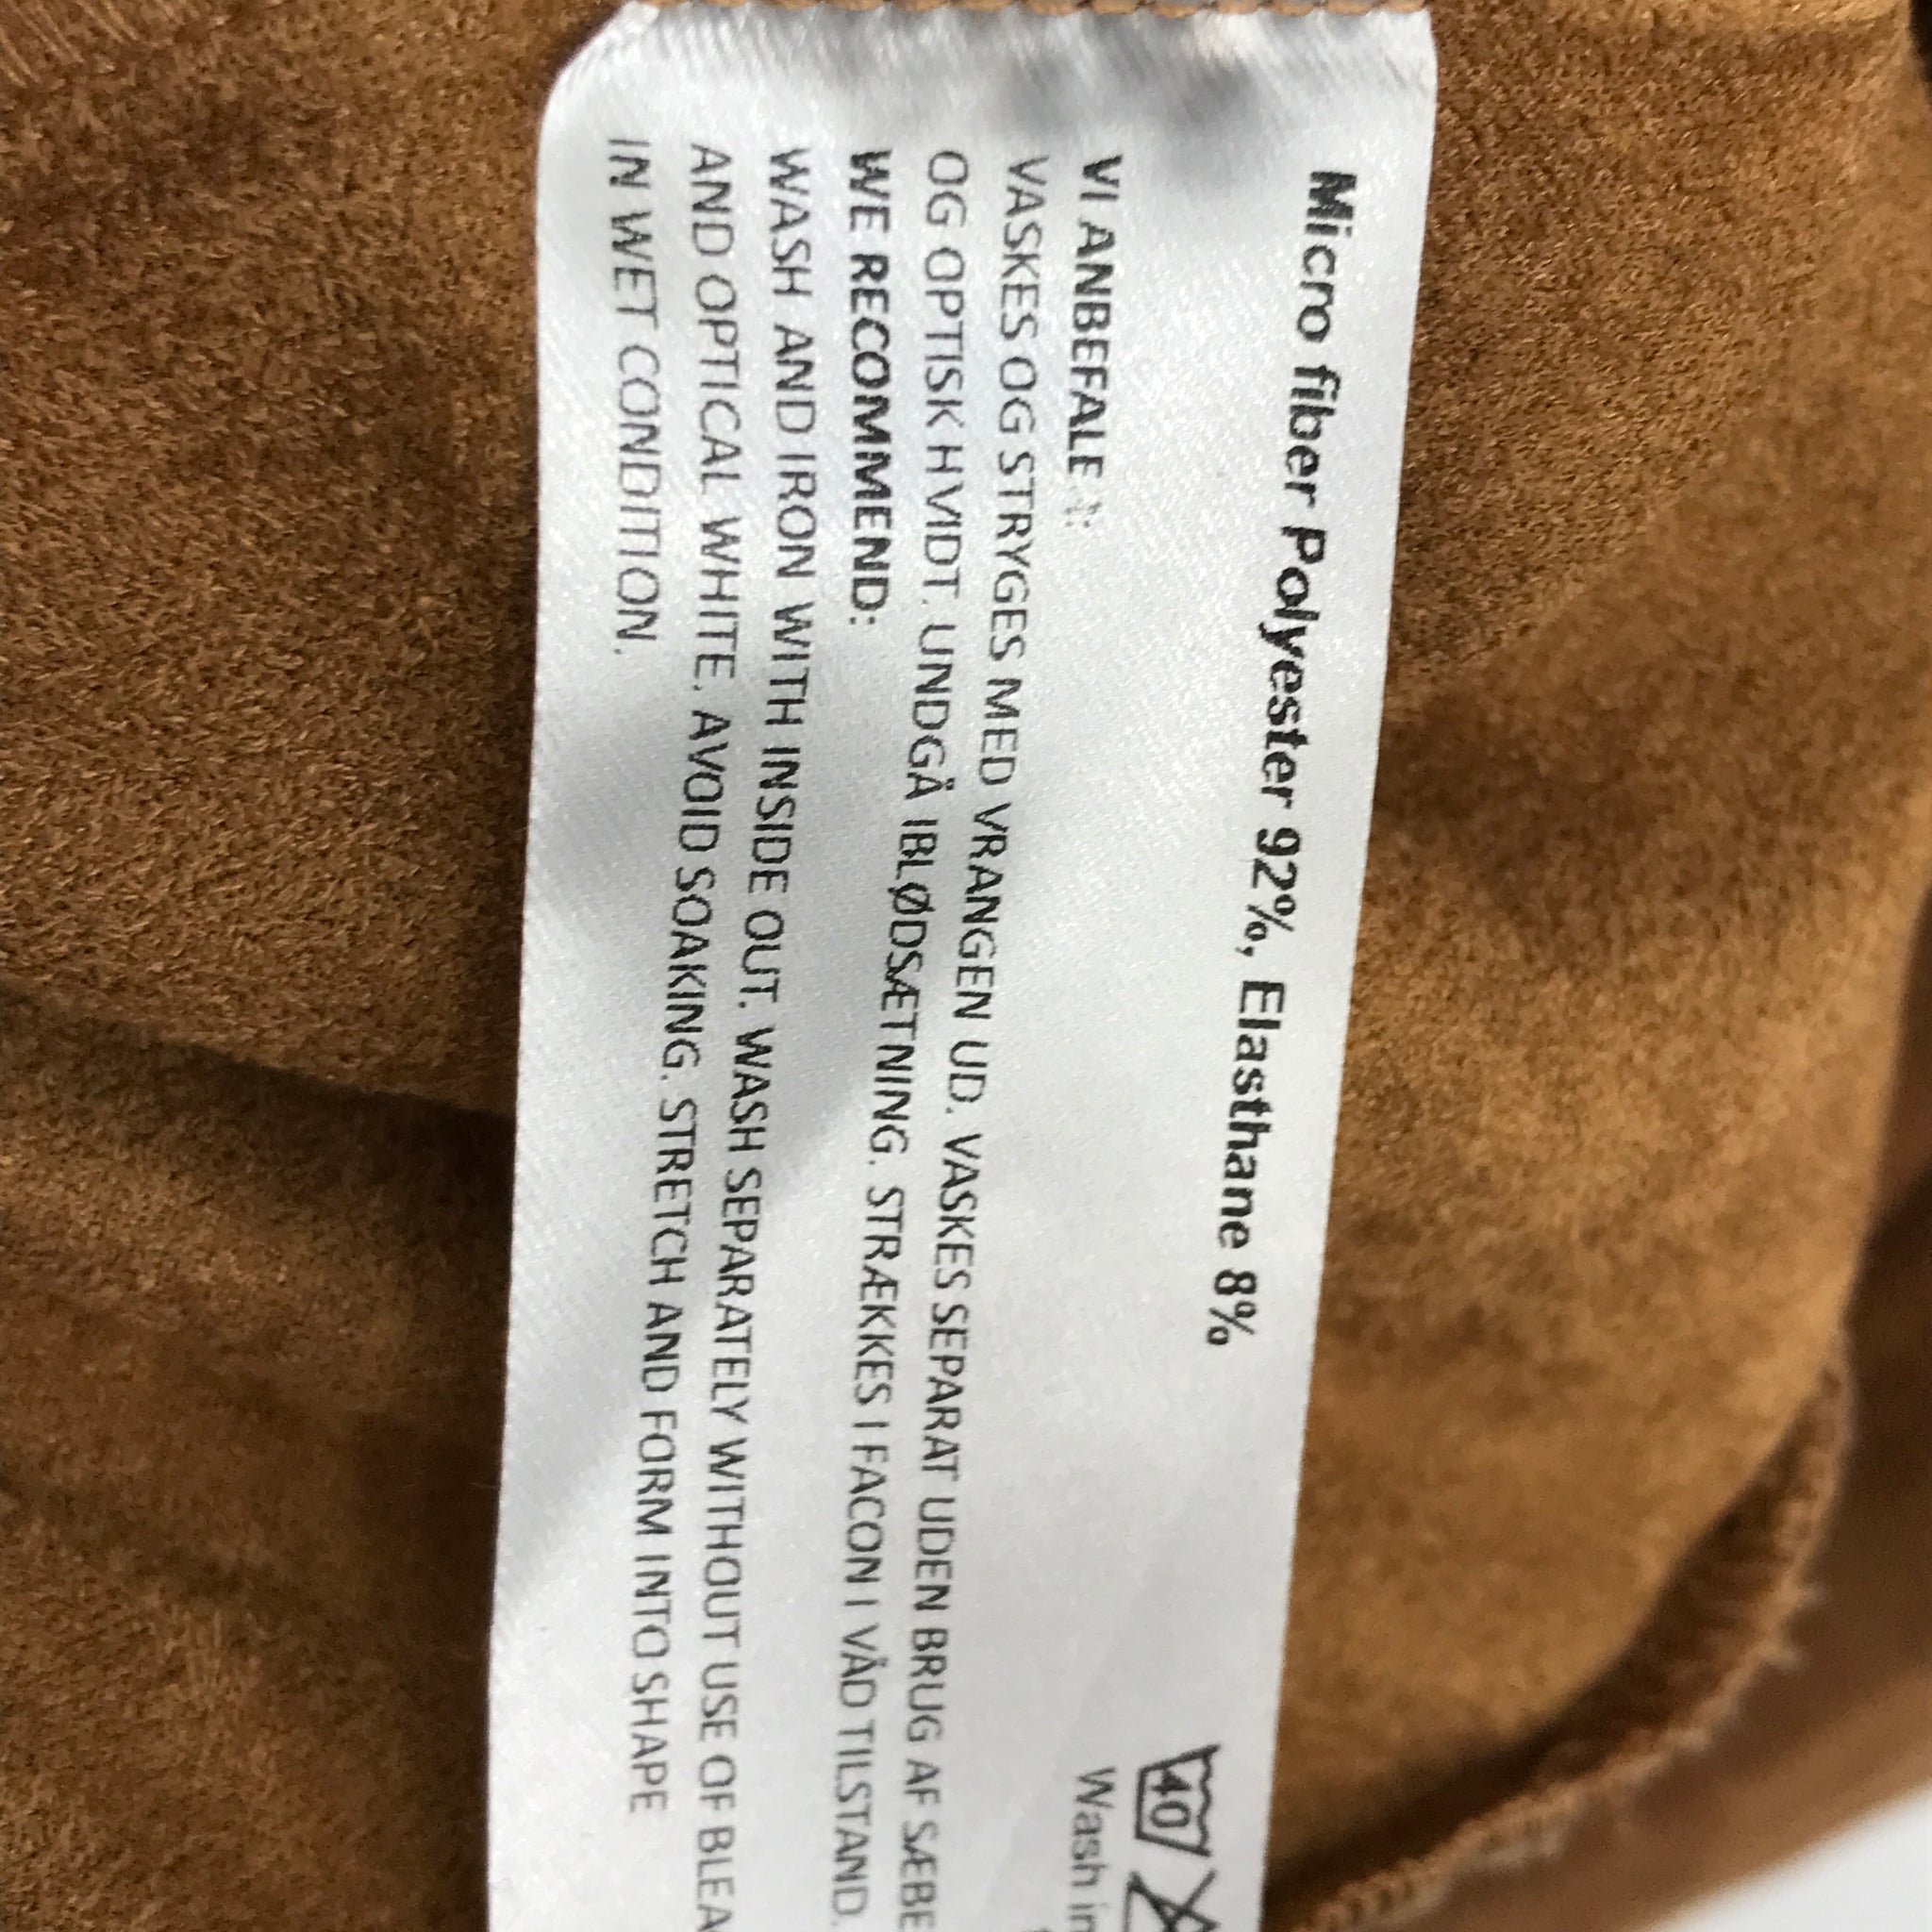 Micro fiber Polyester 92%, Elasthane 8%
40
Wash in
VI ANBEFALE :
VASKES OG STRYGES MED VRANGEN UD. VASKES SEPARAT UDEN BRUG AF SÆBE
OG OPTISK HVIDT. UNDGÅ IBLØDSÆTNING. STRÆKKES I FACON I VÅD TILSTAND.
WE RECOMMEND:
WASH AND IRON WITH INSIDE OUT. WASH SEPARATELY WITHOUT USE OF BLEA
AND OPTICAL WHITE. AVOID SOAKING. STRETCH AND FORM INTO SHAPE
IN WET CONDITION.